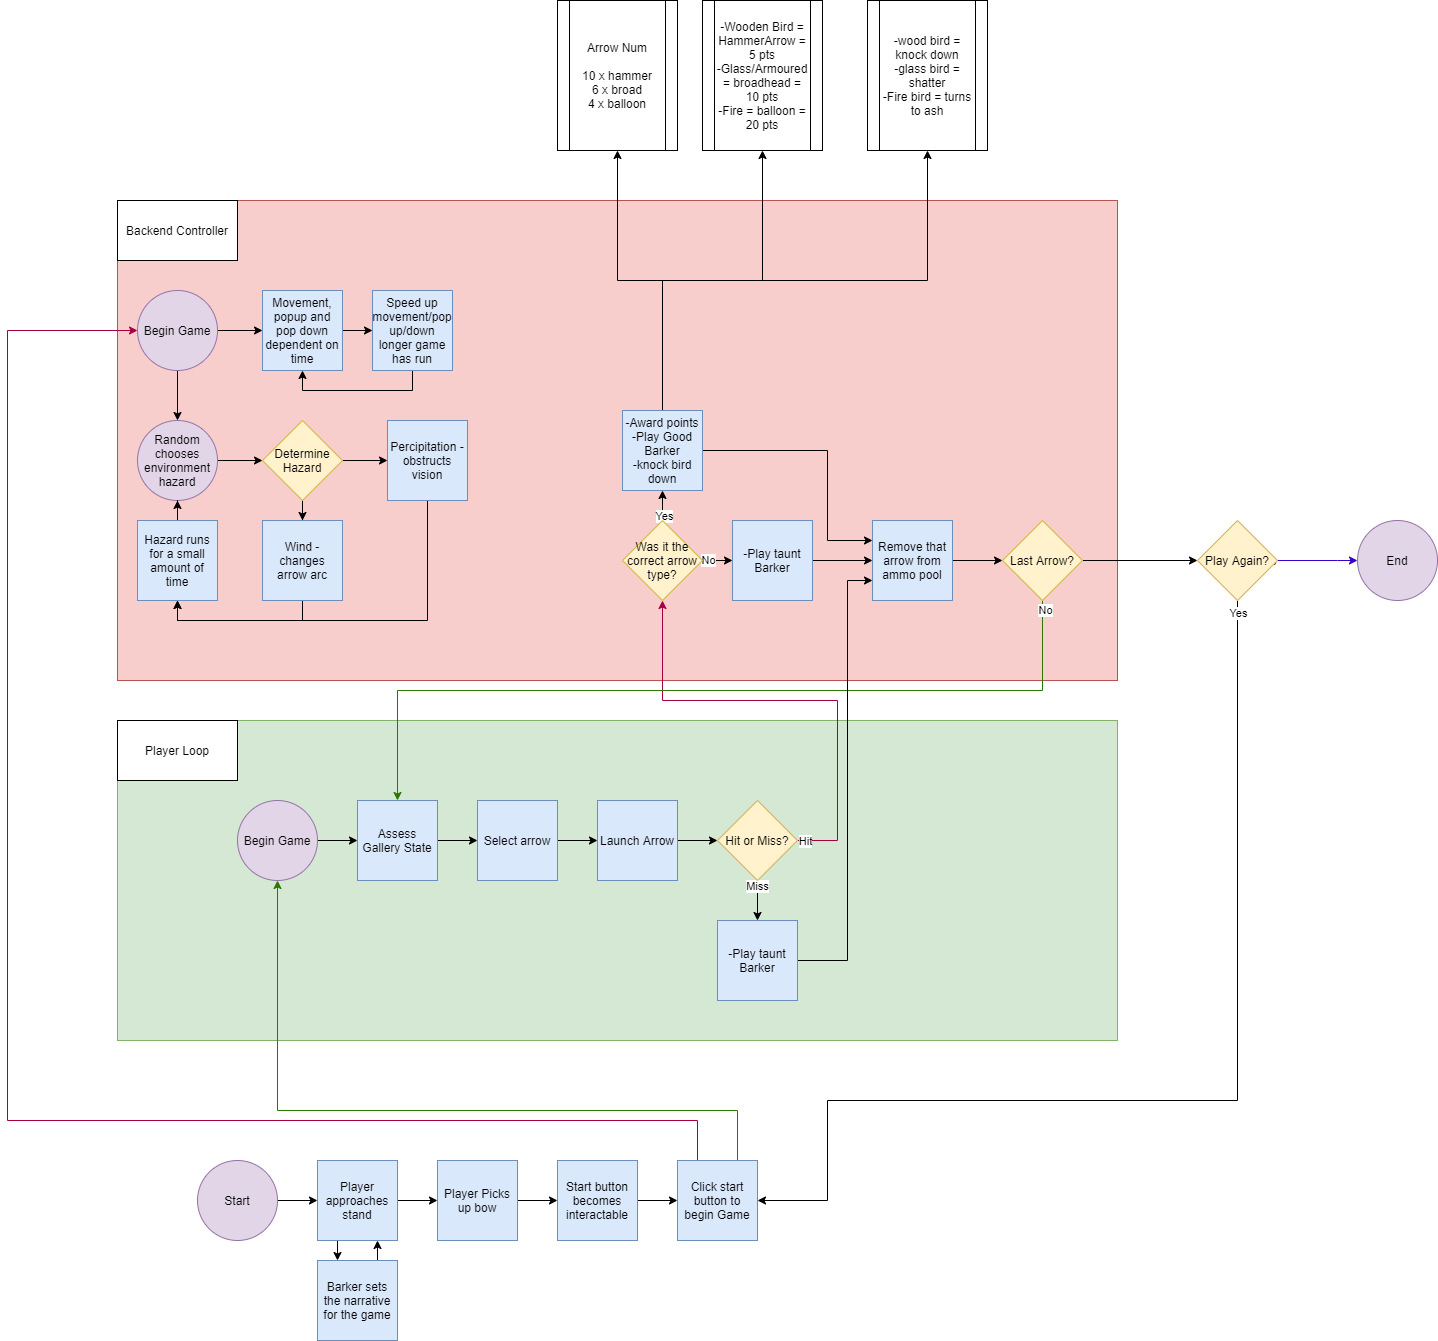 Arrow Num
10 x hammer
6 x broad
4 x balloon
-Wooden Bird =
HammerArrow =
5 pts
-Glass/Armoured
= broadhead =
10 pts
-Fire = balloon =
20 pts
-wood bird =
knock down
-glass bird =
shatter
-Fire bird = turns
to ash
Backend Controller
Begin Game
Movement,
popup and
pop down
dependent on
time
Speed up
movement/pop
up/down
longer game
has run
Random
chooses
environment
hazard
Determine
Hazard
Percipitation -
obstructs
vision
Hazard runs
for a small
amount of
time
Wind -
changes
arrow arc
-Award points
-Play Good
Barker
-knock bird
down
Yes
Was it the
correct arrow
type?
No
-Play taunt
Barker
Remove that
arrow from
ammo pool
Last Arrow?
No
Play Again?
Yes
End
Player Loop
Begin Game
Assess
Gallery State
Select arrow
Launch Arrow
Hit or Miss?
Hit
Miss
-Play taunt
Barker
Start
Player
approaches
stand
Player Picks
up bow
Start button
becomes
interactable
Click start
button to
begin Game
Barker sets
the narrative
for the game